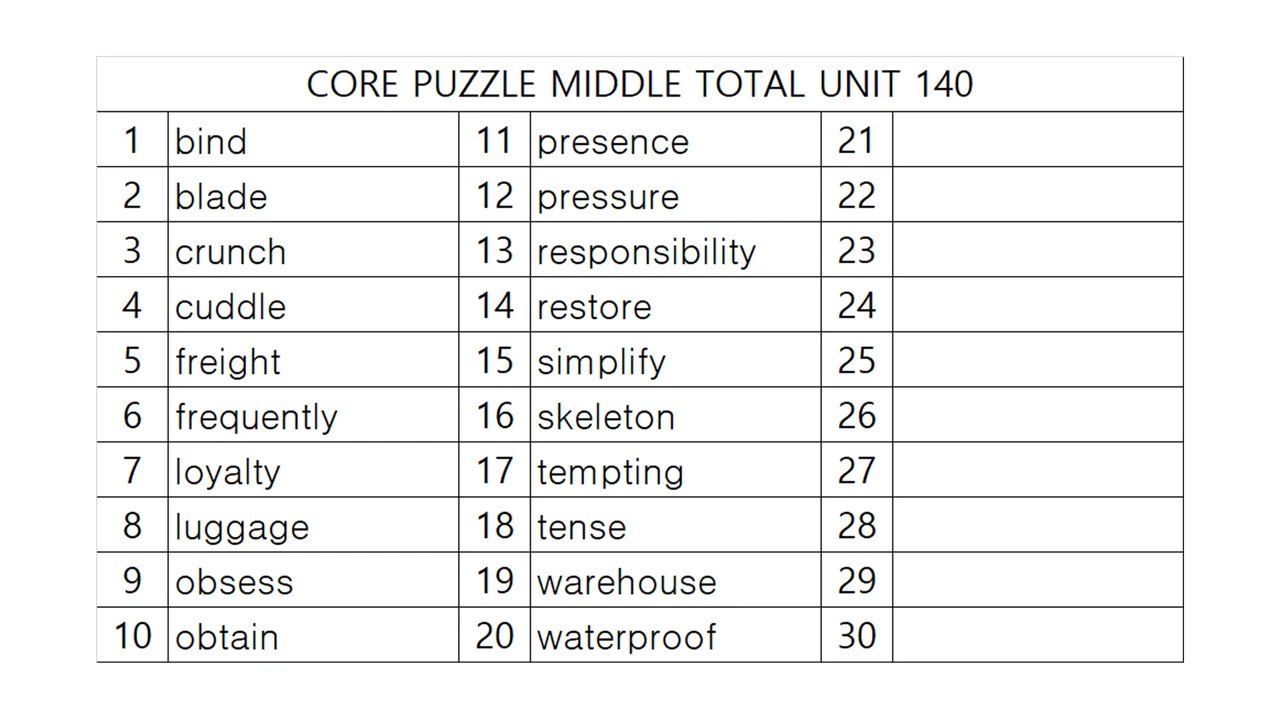 CORE PUZZLE MIDDLE TOTAL UNIT 140
1 bind 11 presence 21
2 blade 12 pressure 22
3 crunch 13 responsibility 23
4 cuddle 14 restore 24
5 freight 15 simplify 25
6 frequently 16 skeleton 26
7 loyalty 17 tempting 27
8 luggage 18 tense 28
9 obsess 19 warehouse 29
10 obtain 20 waterproof 30